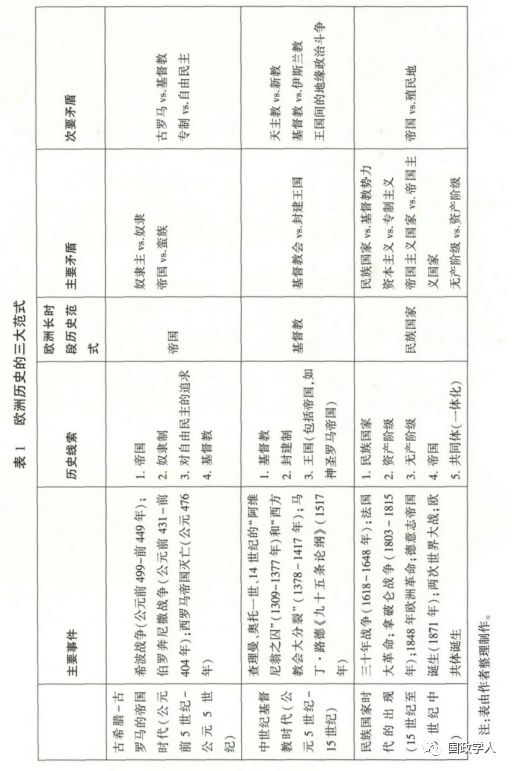 表 1　欧洲历史的三大范式
主要事件
历史线索
欧洲长时
段历史范
式
主要矛盾
次要矛盾
古希腊-古
罗马的帝国
时代(公元
前 5 世纪-
公元 5 世
纪)
希波战争(公元前 499-前 449 年);
伯罗奔尼撒战争(公元前 431-前
404 年);西罗马帝国灭亡(公元 476
年)
1. 帝国
2. 奴隶制
3. 对自由民主的追求
4. 基督教
帝国
奴隶主 vs.奴隶
帝国 vs.蛮族
古罗马 vs.基督教
专制 vs.自由民主
中世纪基督
教时代(公
元 5 世纪-
15 世纪)
查理曼、奥托一世、14 世纪的“阿维
尼翁之囚”(1309-1377 年)和“西方
教会大分裂”(1378-1417 年);马
丁·路德《九十五条论纲》(1517
年)
1. 基督教
2. 封建制
3. 王国(包括帝国,如
神圣罗马帝国)
基督教
基督教会 vs.封建王国
天主教 vs.新教
基督教 vs.伊斯兰教
王国间的地缘政治斗争
民族国家时
代的出现
(15 世纪至
世纪中
三十年战争(1618-1648 年);法国
大革命;拿破仑战争(1803-1815
年);1848 年欧洲革命;德意志帝国
诞生(1871 年);两次世界大战;欧
共体诞生
1. 民族国家
2. 资产阶级
3. 无产阶级
4. 帝国
5. 共同体(一体化)
民族国家
民族国家 vs.基督教势力
资本主义 vs.专制主义
帝国主义国家 vs.帝国主
义国家
无产阶级 vs.资产阶级
帝国 vs.殖民地
注:表由作者整理制作。
国政学人